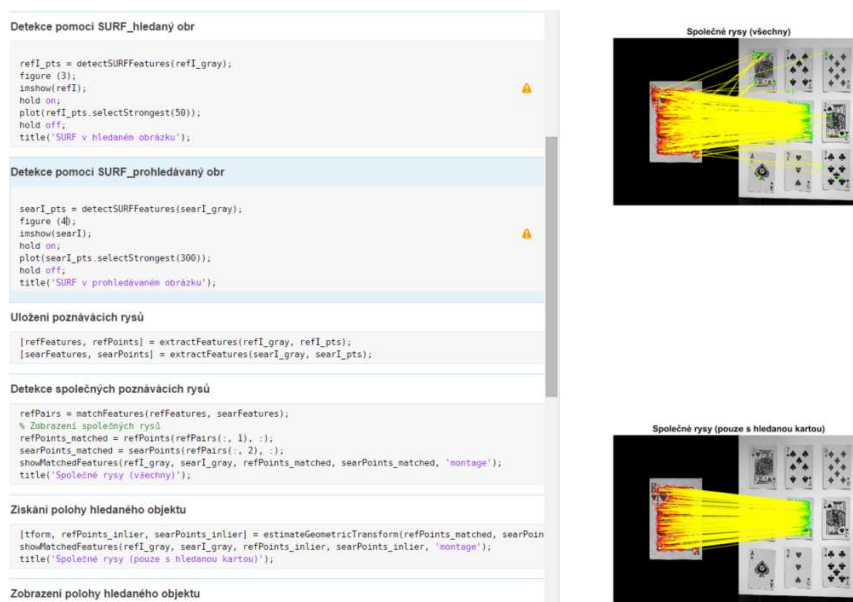 Detekce pomocí SURF_hledaný obr
refI_pts = detectSURFFeatures(refI_gray);
figure (3);
imshow(refI);
hold on;
plot(refI_pts.selectStrongest(50));
hold off;
title('SURF v hledaném obrázku');
Detekce pomocí SURF_prohledávaný obr
searI_pts = detectSURFFeatures(searI_gray);
figure (4);
imshow(searI);
hold on;
plot(searI_pts.selectStrongest(300));
hold off;
title('SURF v prohledávaném obrázku');
Uložení poznávácích rysů
[refFeatures, refPoints] = extractFeatures(refI_gray, refI_pts);
[searFeatures, searPoints] = extractFeatures(searI_gray, searI_pts);
Detekce společných poznávácích rysů
refPairs = matchFeatures(refFeatures, searFeatures);
% Zobrazení společných rysů
refPoints_matched = refPoints(refPairs(:, 1), :);
searPoints_matched = searPoints(refPairs(:, 2), :);
showMatchedFeatures(refI_gray, searI_gray, refPoints_matched, searPoints_matched, 'montage');
title('Společné rysy (všechny)');
Získání polohy hledaného objektu
[tform, refPoints_inlier, searPoints_inlier] = estimateGeometricTransform(refPoints_matched, searPoin
showMatchedFeatures(refI_gray, searI_gray, refPoints_inlier, searPoints_inlier, 'montage');
title('Společné rysy (pouze s hledanou kartou)');
Zobrazení polohy hledaného objektu
Společné rysy (všechny)
Společné rysy (pouze s hledanou kartou)